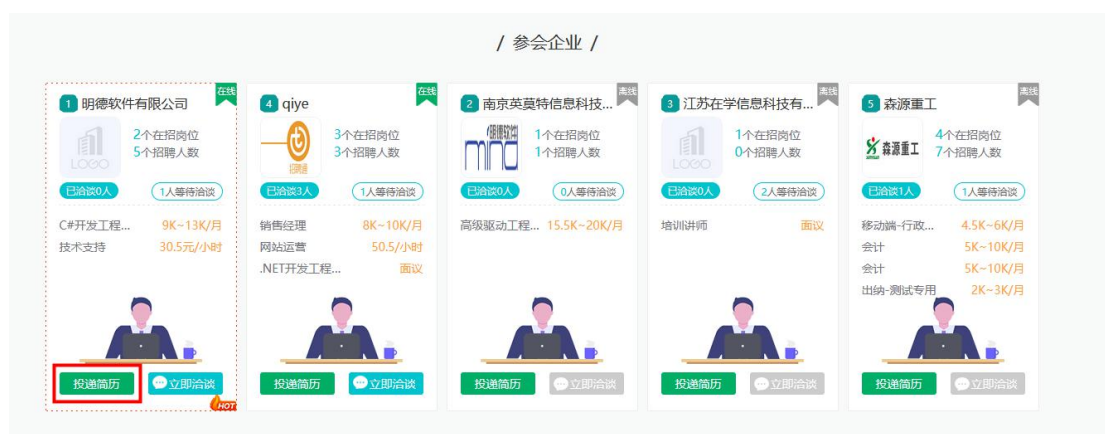 / 参会企业 /
在线
1 明德软件有限公司
LOGO
2个在招岗位
5个招聘人数
已洽谈0人
1人等待洽谈
C#开发工程... 9K~13K/月
技术支持 30.5元/小时
投递简历
立即洽谈
HOT
在线
4 qiye
招聘通
3个在招岗位
3个招聘人数
已洽谈3人
1人等待洽谈
销售经理 8K~10K/月
网站运营 50.5/小时
.NET开发工程... 面议
投递简历
立即洽谈
离线
2 南京英莫特信息科技...
明德软件
mind
1个在招岗位
1个招聘人数
已洽谈0人
0人等待洽谈
高级驱动工程... 15.5K~20K/月
投递简历
立即洽谈
离线
3 江苏在学信息科技有...
LOGO
1个在招岗位
0个招聘人数
已洽谈0人
2人等待洽谈
培训讲师 面议
投递简历
立即洽谈
离线
5 森源重工
森源重工
4个在招岗位
7个招聘人数
已洽谈1人
1人等待洽谈
移动端-行政... 4.5K~6K/月
会计 5K~10K/月
会计 5K~10K/月
出纳-测试专用 2K~3K/月
投递简历
立即洽谈